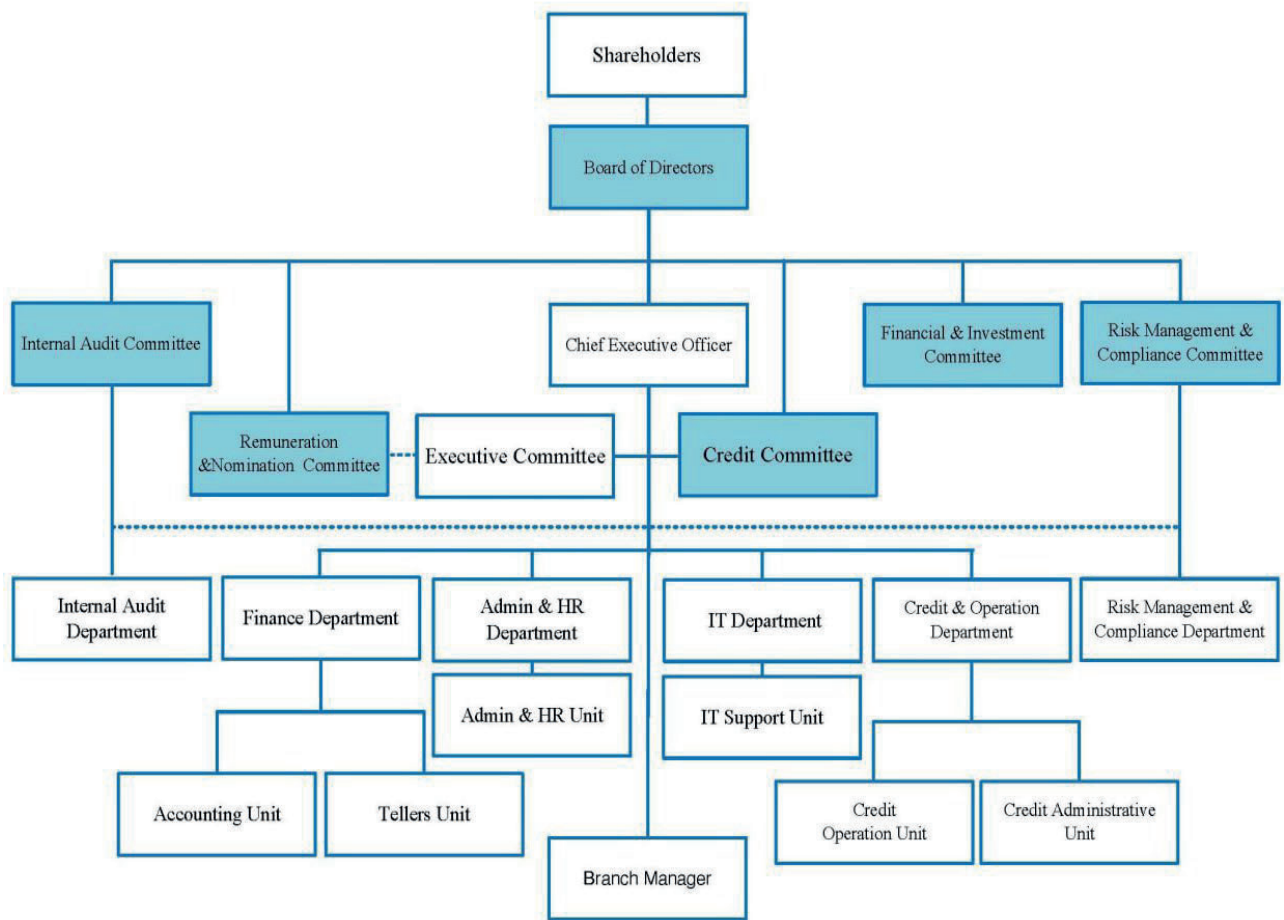 Shareholders
Board of Directors
Internal Audit Committee
Chief Executive Officer
Financial & Investment
Committee
Risk Management &
Compliance Committee
Remuneration
&Nomination Committee
Executive Committee
Credit Committee
Internal Audit
Department
Finance Department
Admin & HR
Department
IT Department
Credit & Operation
Department
Risk Management &
Compliance Department
Admin & HR Unit
IT Support Unit
Accounting Unit
Tellers Unit
Credit
Operation Unit
Credit Administrative
Unit
Branch Manager